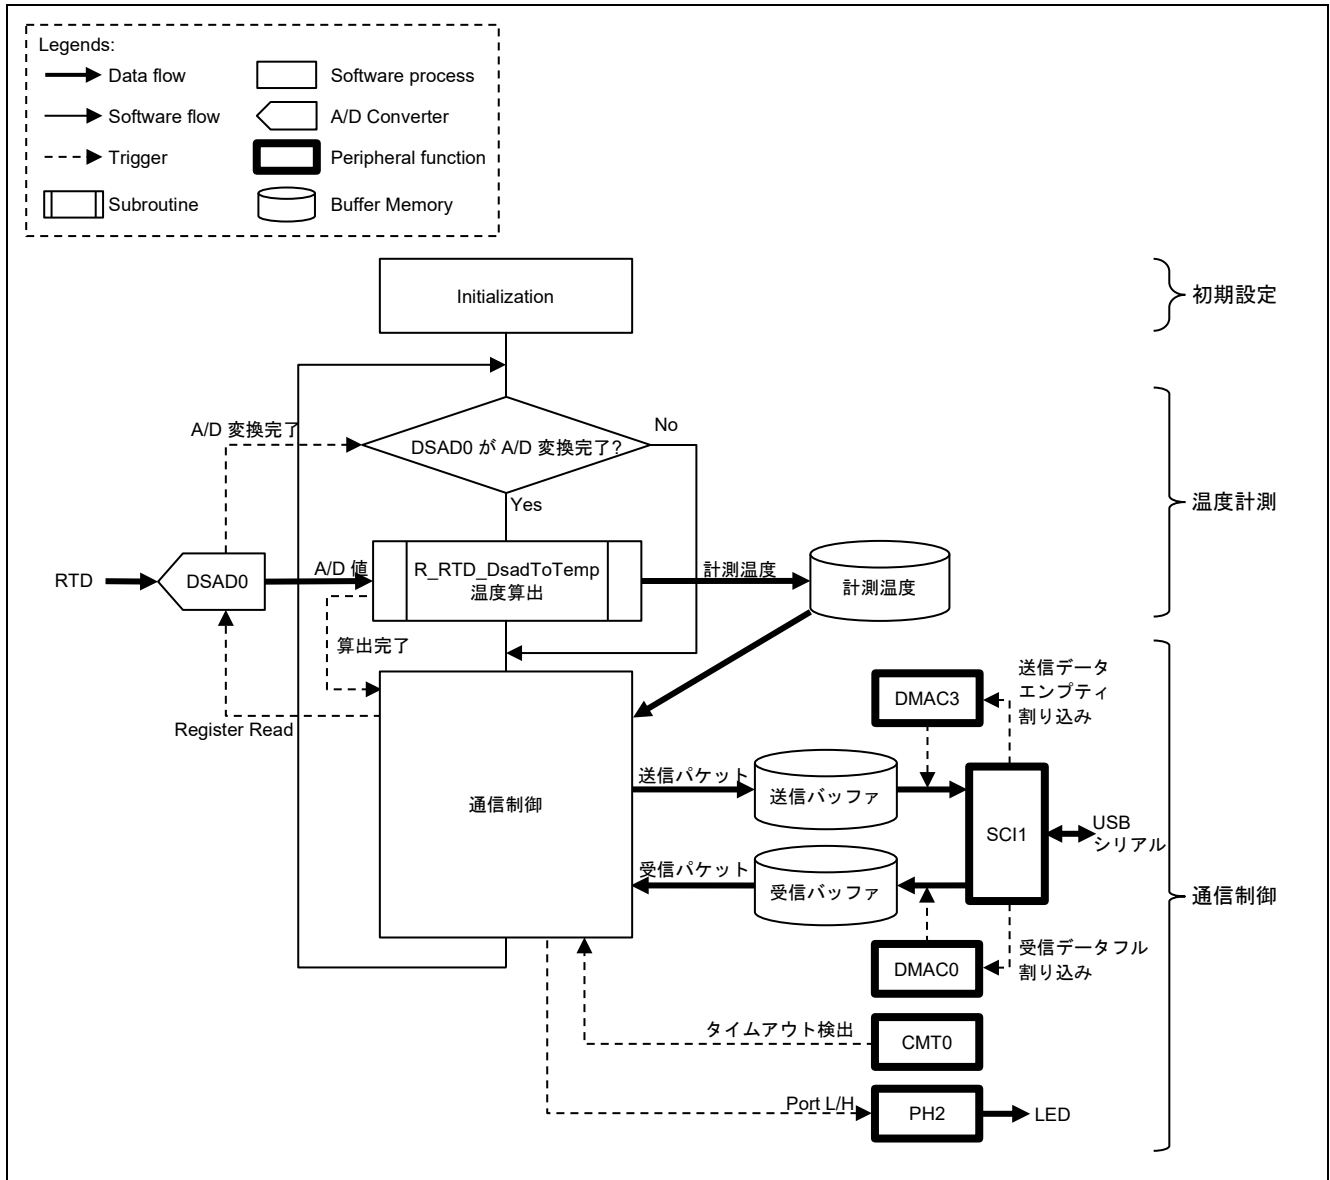 Legends:
Data flow
Software process
Software flow
A/D Converter
Trigger
Peripheral function
Subroutine
Buffer Memory
Initialization
初期設定
A/D 変換完了
DSAD0 が A/D 変換完了?
No
Yes
温度計測
RTD
DSAD0
A/D 値
R_RTD_DsadToTemp
温度算出
計測温度
計測温度
算出完了
Register Read
通信制御
DMAC3
送信データ
エンプティ
割り込み
送信パケット
送信バッファ
SCI1
USB
シリアル
受信パケット
受信バッファ
通信制御
DMAC0
受信データフル
割り込み
タイムアウト検出
CMT0
Port L/H
PH2
LED